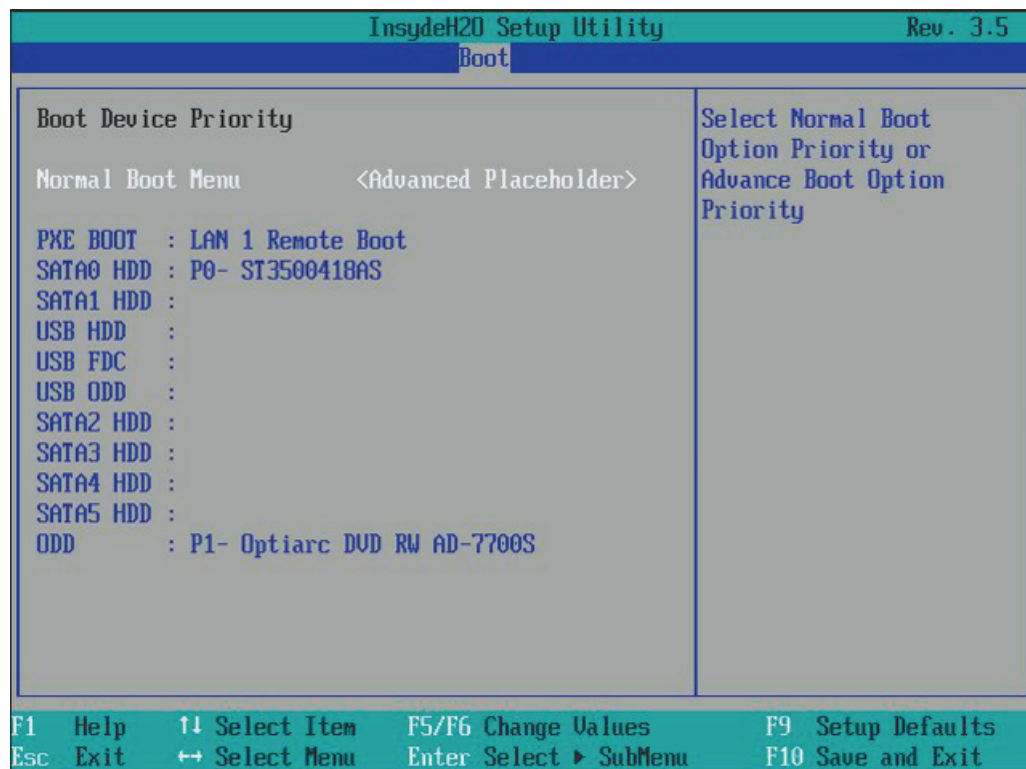 InsydeH2O Setup Utility Rev. 3.5
Boot
Boot Device Priority
Normal Boot Menu <Advanced Placeholder>
PXE BOOT : LAN 1 Remote Boot
SATA0 HDD : P0- ST3500418AS
SATA1 HDD :
USB HDD :
USB FDC :
USB ODD :
SATA2 HDD :
SATA3 HDD :
SATA4 HDD :
SATA5 HDD :
ODD : P1- Optiarc DVD RW AD-7700S
Select Normal Boot
Option Priority or
Advance Boot Option
Priority
F1 Help ↑↓ Select Item F5/F6 Change Values F9 Setup Defaults
Esc Exit ↔ Select Menu Enter Select ▶ SubMenu F10 Save and Exit